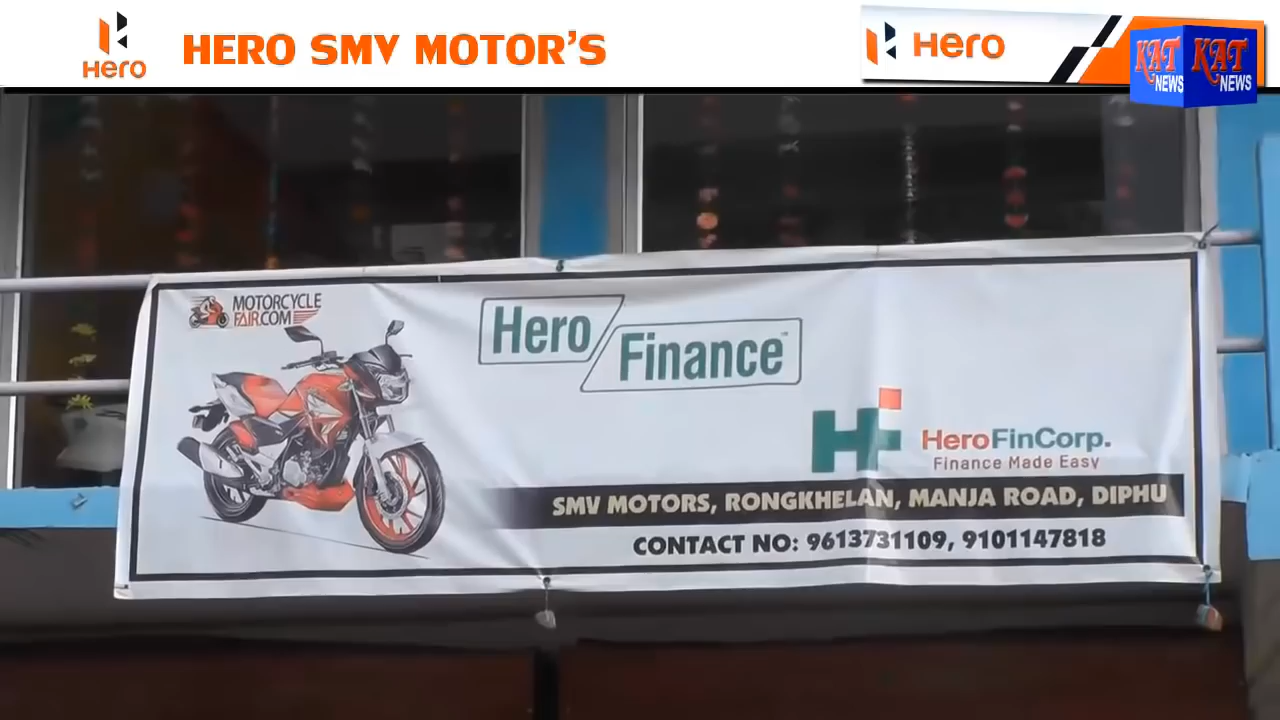 Hero
HERO SMV MOTOR'S
Hero
KAT
NEWS
KAT
NEWS
MOTORCYCLE
FAIR.COM
Hero
Finance
HeroFinCorp.
Finance Made Easy
SMV MOTORS, RONGKHELAN, MANJA ROAD, DIPHU
CONTACT NO: 9613731109, 9101147818